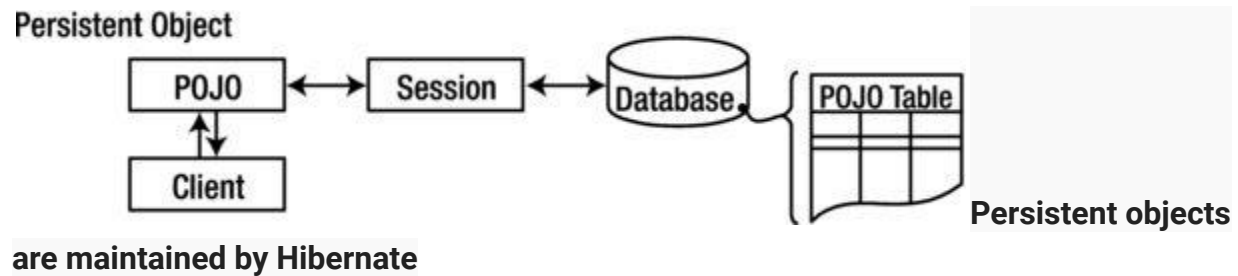 Persistent Object
POJO
Session
Database
POJO Table
Client
Persistent objects
are maintained by Hibernate